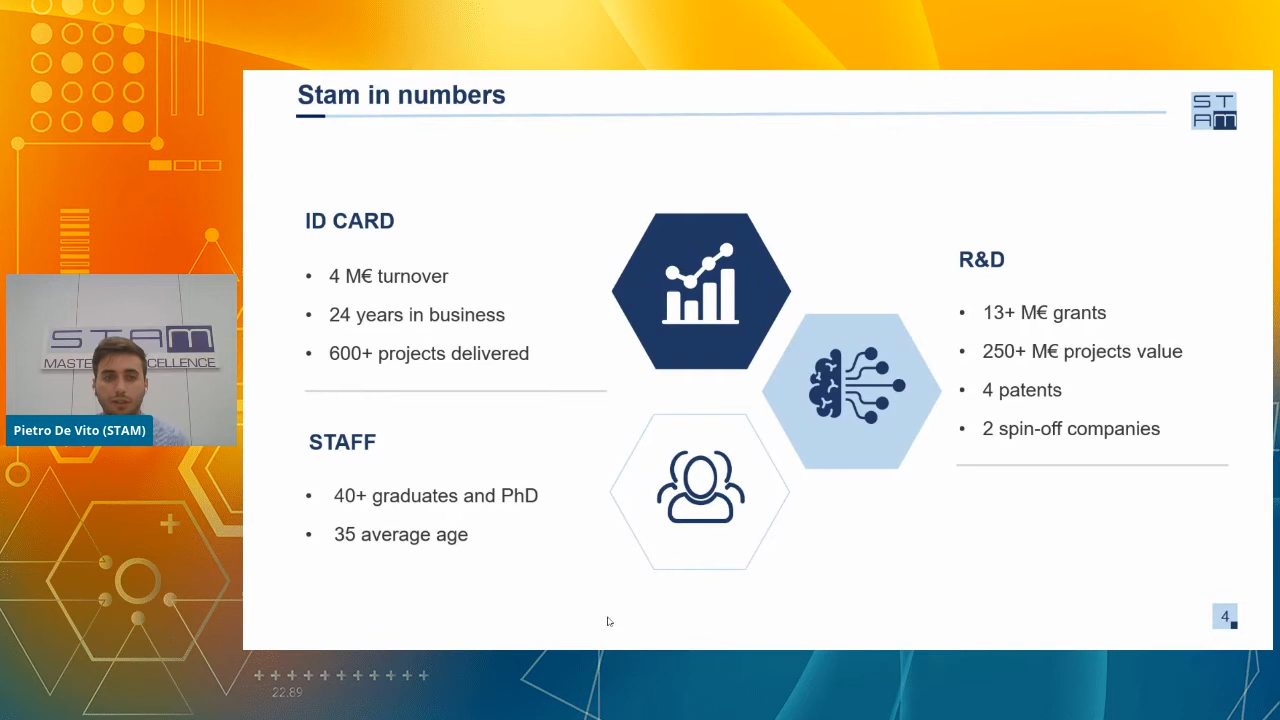 Stam in numbers
ST
AM
ID CARD
• 4 M€ turnover
• 24 years in business
• 600+ projects delivered
STAFF
• 40+ graduates and PhD
• 35 average age
R&D
• 13+ M€ grants
• 250+ M€ projects value
• 4 patents
• 2 spin-off companies
4
STAM
Pietro De Vito (STAM)
22.89